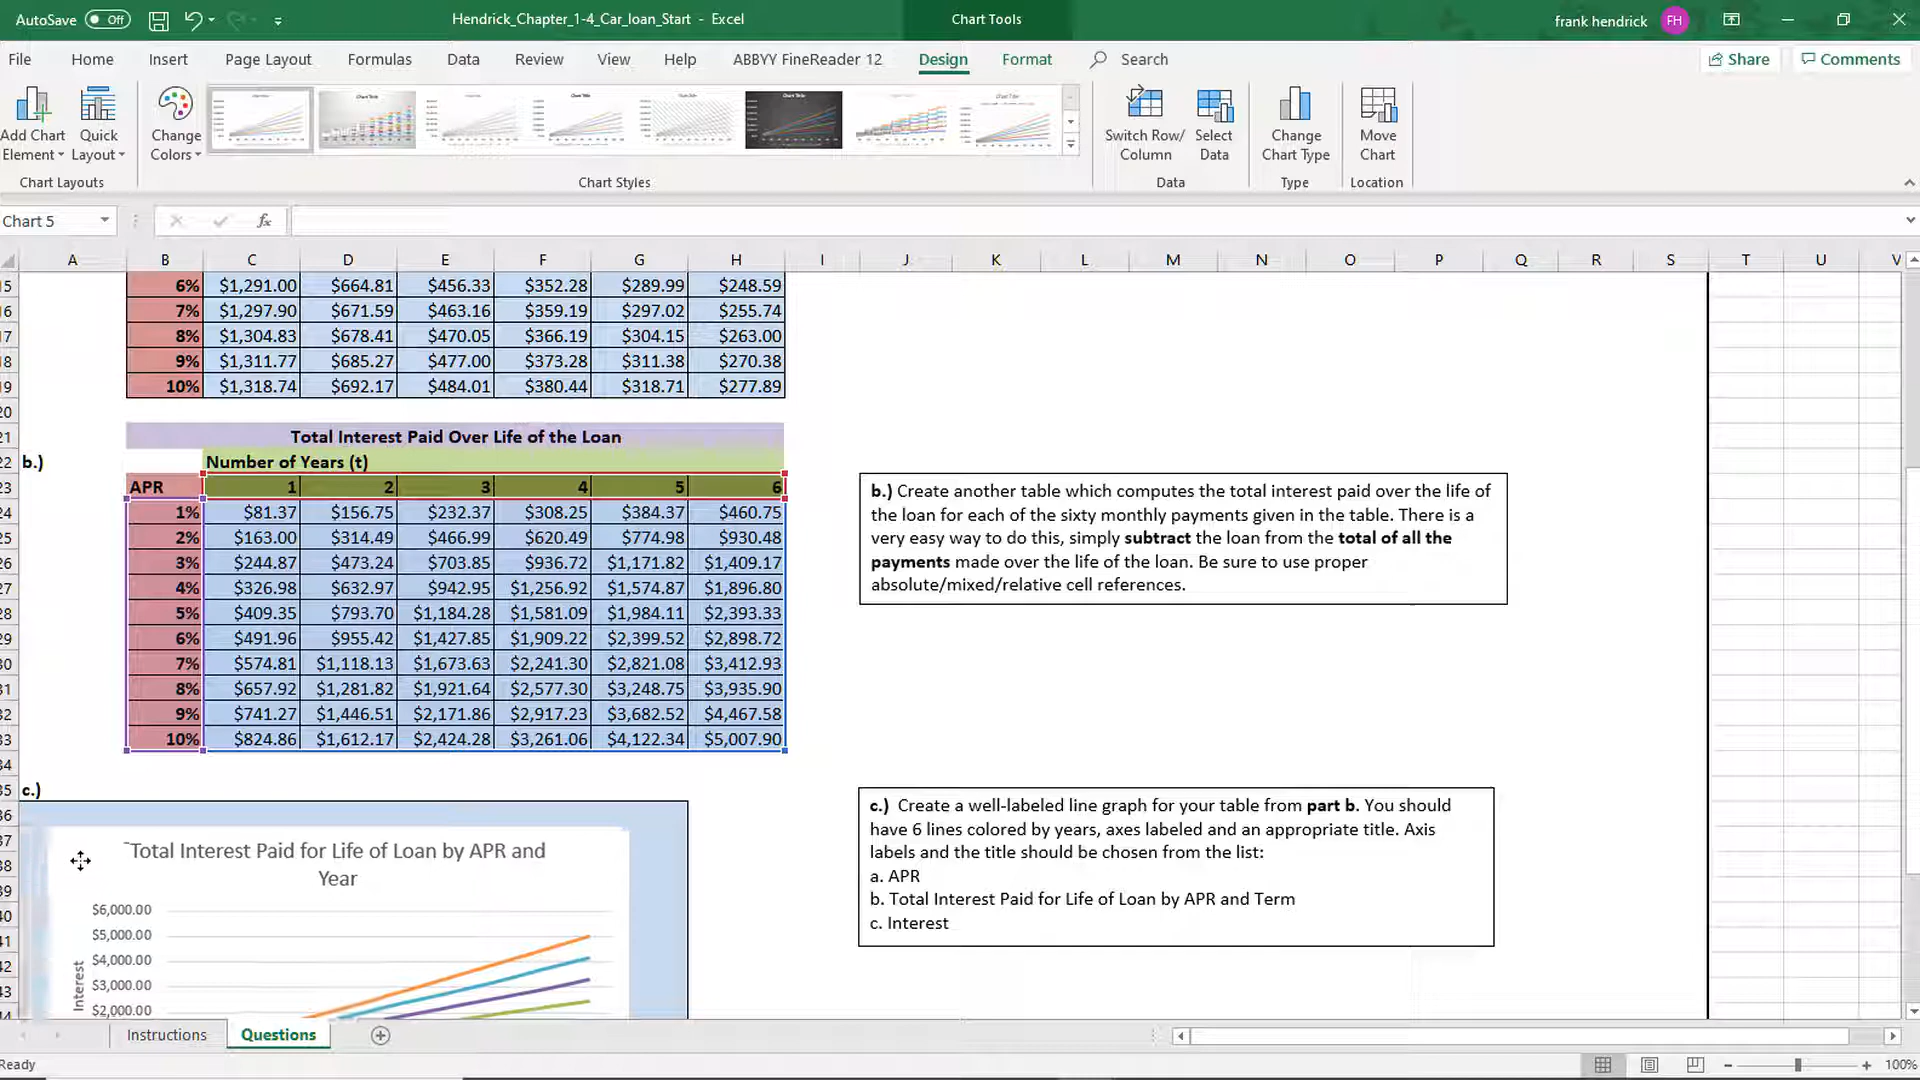 AutoSave Off Hendrick_Chapter_1-4_Car_loan_Start - Excel Chart Tools frank hendrick FH
File Home Insert Page Layout Formulas Data Review View Help ABBYY FineReader 12 Design Format Search Share Comments
Add Chart Element Quick Layout Change Colors Switch Row/ Column Select Data Change Chart Type Move Chart
Chart Layouts Chart Styles Data Type Location
Chart 5 fx
A B C D E F G H I J K L M N O P Q R S T U V
6% $1,291.00 $664.81 $456.33 $352.28 $289.99 $248.59
7% $1,297.90 $671.59 $463.16 $359.19 $297.02 $255.74
8% $1,304.83 $678.41 $470.05 $366.19 $304.15 $263.00
9% $1,311.77 $685.27 $477.00 $373.28 $311.38 $270.38
10% $1,318.74 $692.17 $484.01 $380.44 $318.71 $277.89
Total Interest Paid Over Life of the Loan
b.) Number of Years (t)
APR 1 2 3 4 5 6
1% $81.37 $156.75 $232.37 $308.25 $384.37 $460.75
2% $163.00 $314.49 $466.99 $620.49 $774.98 $930.48
3% $244.87 $473.24 $703.85 $936.72 $1,171.82 $1,409.17
4% $326.98 $632.97 $942.95 $1,256.92 $1,574.87 $1,896.80
5% $409.35 $793.70 $1,184.28 $1,581.09 $1,984.11 $2,393.33
6% $491.96 $955.42 $1,427.85 $1,909.22 $2,399.52 $2,898.72
7% $574.81 $1,118.13 $1,673.63 $2,241.30 $2,821.08 $3,412.93
8% $657.92 $1,281.82 $1,921.64 $2,577.30 $3,248.75 $3,935.90
9% $741.27 $1,446.51 $2,171.86 $2,917.23 $3,682.52 $4,467.58
10% $824.86 $1,612.17 $2,424.28 $3,261.06 $4,122.34 $5,007.90
b.) Create another table which computes the total interest paid over the life of
the loan for each of the sixty monthly payments given in the table. There is a
very easy way to do this, simply subtract the loan from the total of all the
payments made over the life of the loan. Be sure to use proper
absolute/mixed/relative cell references.
c.)
Total Interest Paid for Life of Loan by APR and
Year
$6,000.00
$5,000.00
$4,000.00
$3,000.00
$2,000.00
Interest
c.) Create a well-labeled line graph for your table from part b. You should
have 6 lines colored by years, axes labeled and an appropriate title. Axis
labels and the title should be chosen from the list:
a. APR
b. Total Interest Paid for Life of Loan by APR and Term
c. Interest
Instructions Questions
Ready 100%